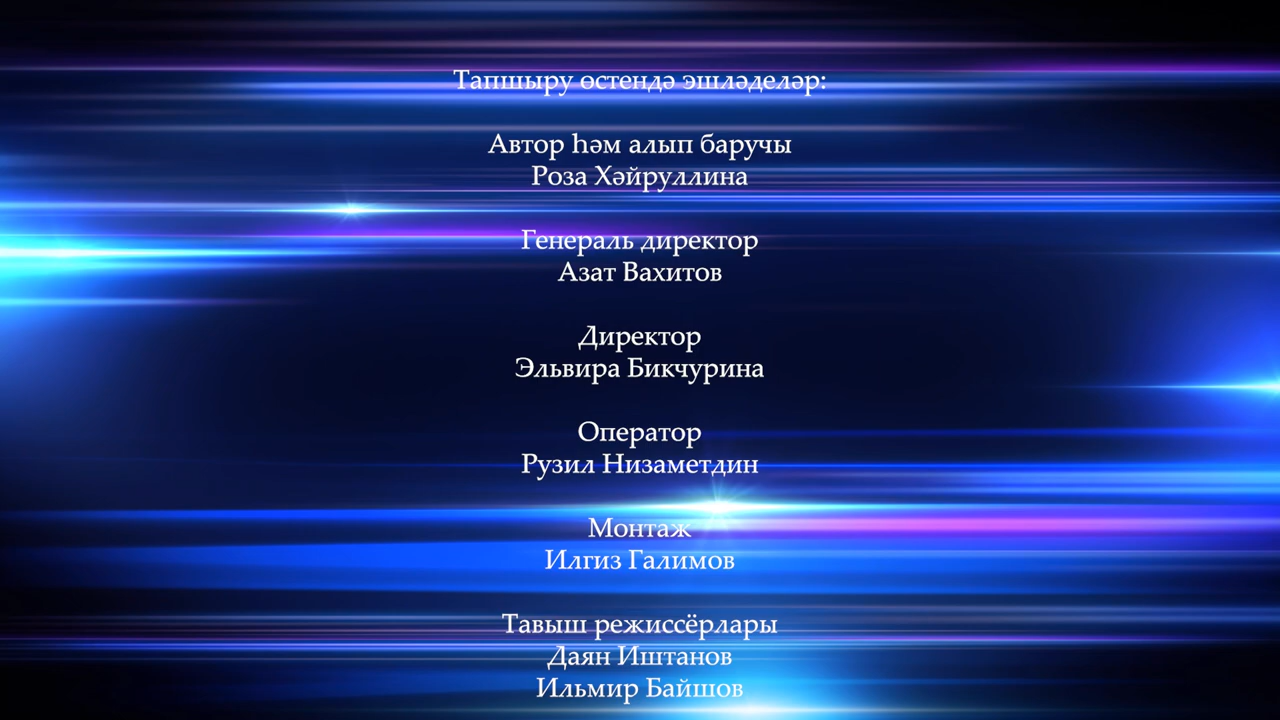 Тапшыру өстендә эшләделәр:
Автор һәм алып баручы
Роза Хәйруллина
Генераль директор
Азат Вахитов
Директор
Эльвира Бикчурина
Оператор
Рузил Низаметдин
Монтаж
Илгиз Галимов
Тавыш режиссёрлары
Даян Иштанов
Ильмир Байшов